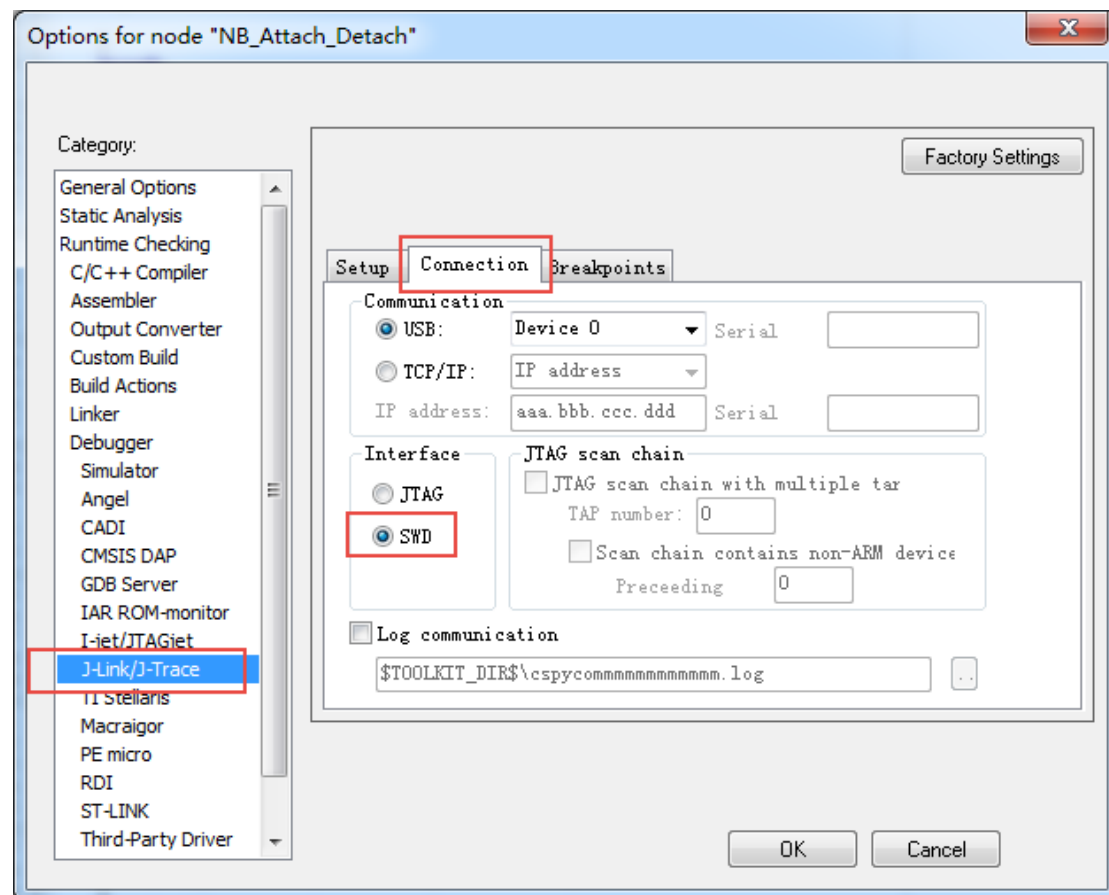 Options for node "NB_Attach_Detach"
Category:
Factory Settings
General Options
Static Analysis
Runtime Checking
C/C++ Compiler
Assembler
Output Converter
Custom Build
Build Actions
Linker
Debugger
Simulator
Angel
CADI
CMSIS DAP
GDB Server
IAR ROM-monitor
I-jet/JTAGjet
J-Link/J-Trace
TI Stellaris
Macraigor
PE micro
RDI
ST-LINK
Third-Party Driver
Setup Connection Breakpoints
Communication
USB: Device 0 Serial
TCP/IP: IP address
IP address: aaa.bbb.ccc.ddd Serial
Interface
JTAG
SWD
JTAG scan chain
JTAG scan chain with multiple tar
TAP number: 0
Scan chain contains non-ARM device
Preceeding 0
Log communication
$TOOLKIT_DIR$\cspycommmmmmmmmmmm.log
..
OK Cancel